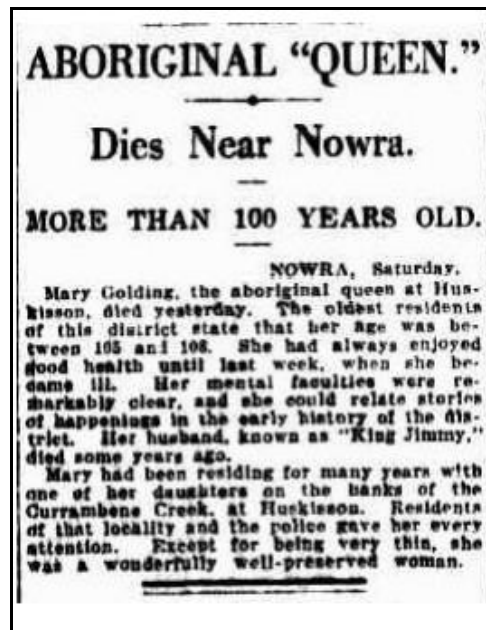 ABORIGINAL "QUEEN."
Dies Near Nowra.
MORE THAN 100 YEARS OLD.
NOWRA, Saturday.
Mary Golding, the aboriginal queen at Hus-
kisson, died yesterday. The oldest residents
of this district state that her age was be-
tween 105 and 108. She had always enjoyed
good health until last week, when she be-
came ill. Her mental faculties were re-
markably clear, and she could relate stories
of happenings in the early history of the dis-
trict. Her husband, known as "King Jimmy,"
died some years ago.
Mary had been residing for many years with
one of her daughters on the banks of the
Currambene Creek, at Huskisson. Residents
of that locality and the police gave her every
attention. Except for being very thin, she
was a wonderfully well-preserved woman.